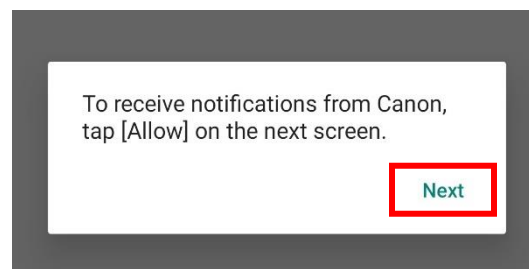 To receive notifications from Canon,
tap [Allow] on the next screen.
Next